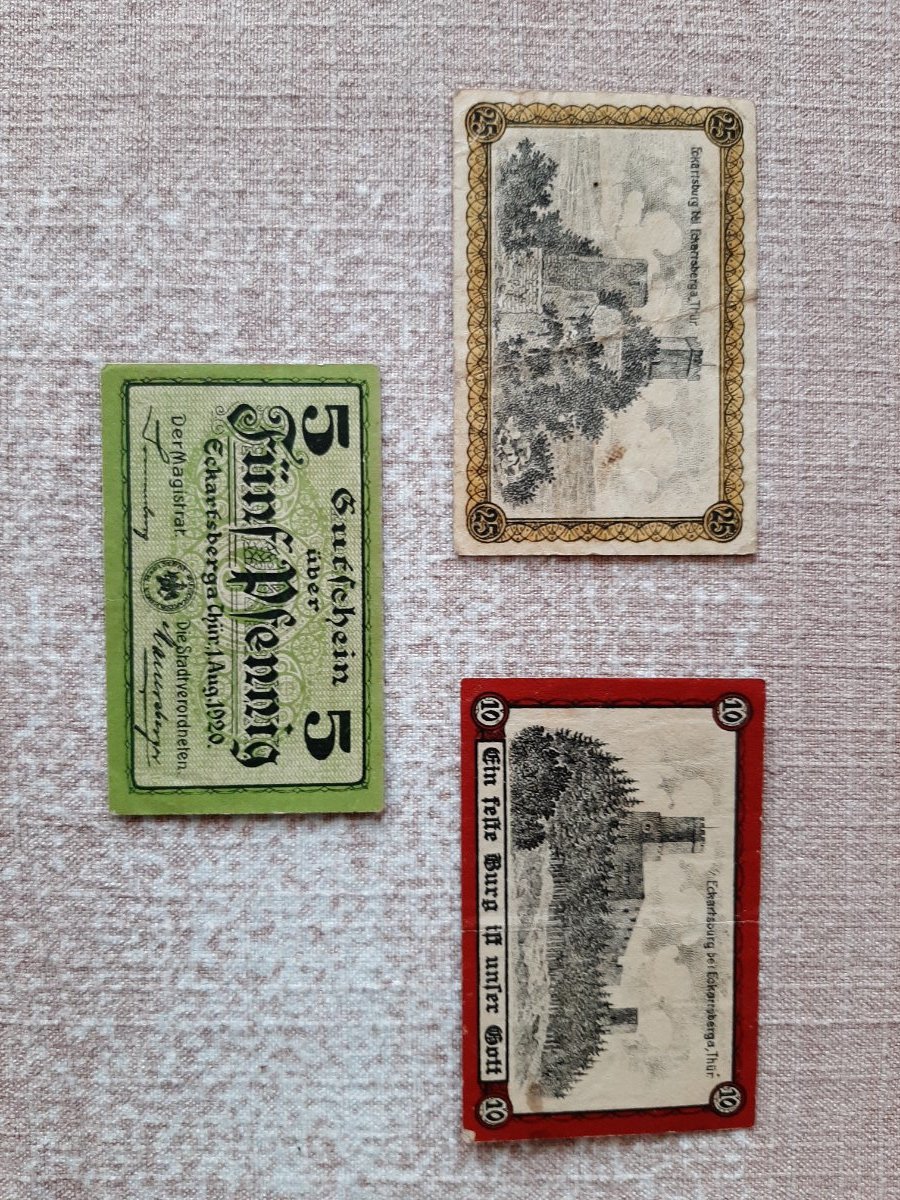 25 25
Eckartsburg bei Eckartsberga, Thür
25 25
10 10
Eckartsburg bei Eckartsberga, Thür
10 Ein feste Burg ist unser Gott 10
5 Gutschein 5
über
Fünf Pfennig
Eckartsberga Thür, 1. Aug. 1920.
Der Magistrat. Die Stadtverordneten.